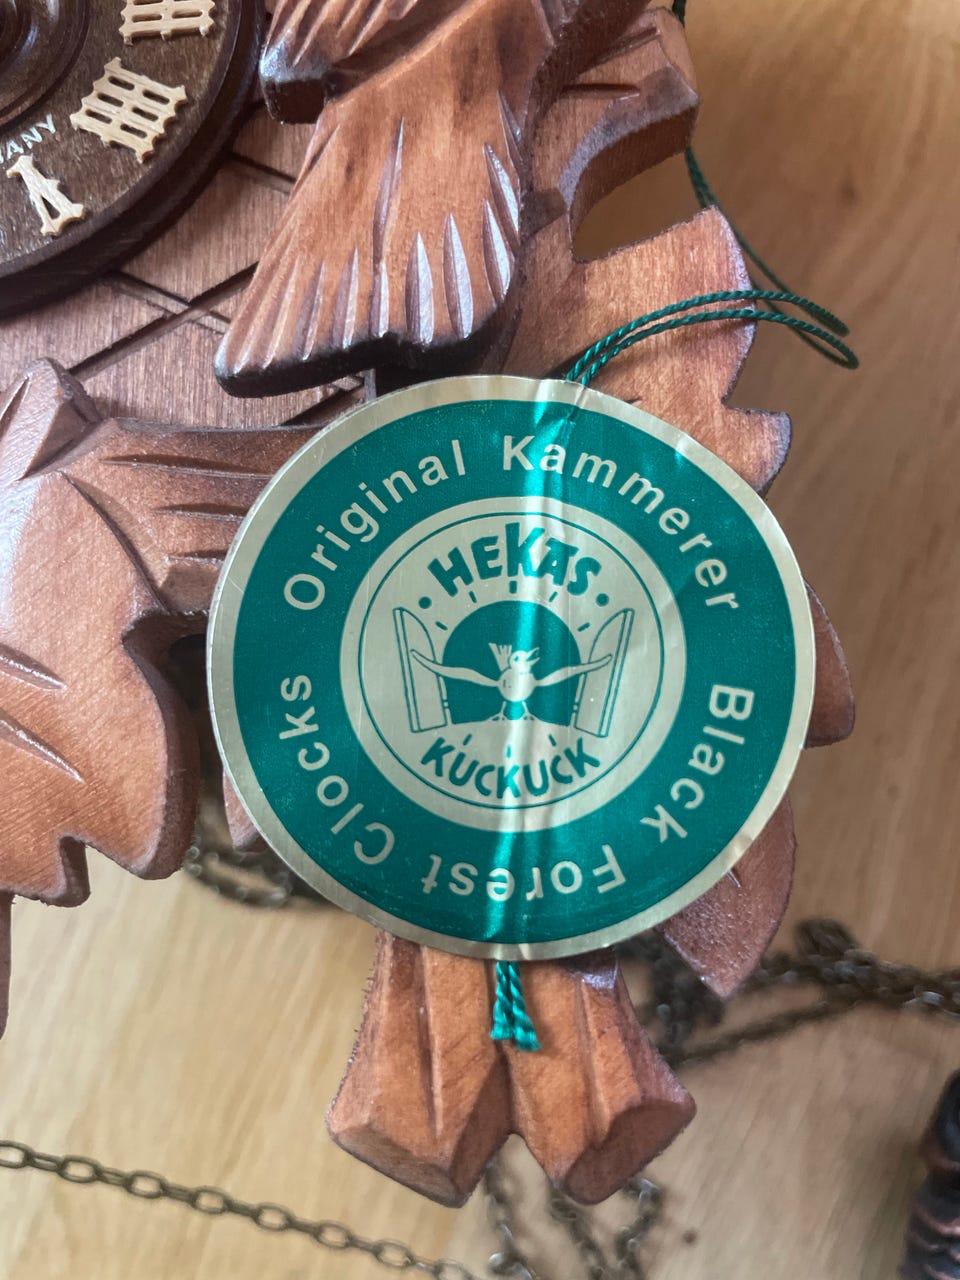 Original Kammerer Black Forest Clocks
HEKAS
KUCKUCK